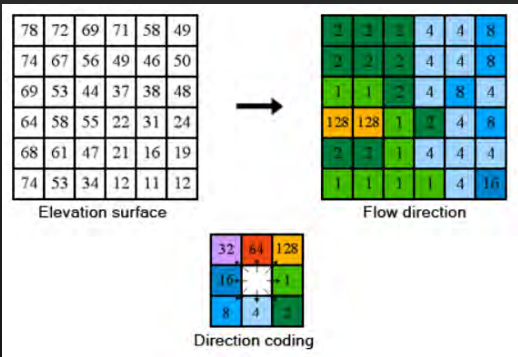 78 72 69 71 58 49
74 67 56 49 46 50
69 53 44 37 38 48
64 58 55 22 31 24
68 61 47 21 16 19
74 53 34 12 11 12
Elevation surface
2 2 2 4 4 8
2 2 2 4 4 8
1 1 2 4 8 4
128 128 1 2 4 8
2 2 1 4 4 4
1 1 1 1 4 16
Flow direction
32 64 128
16 1
8 4 2
Direction coding